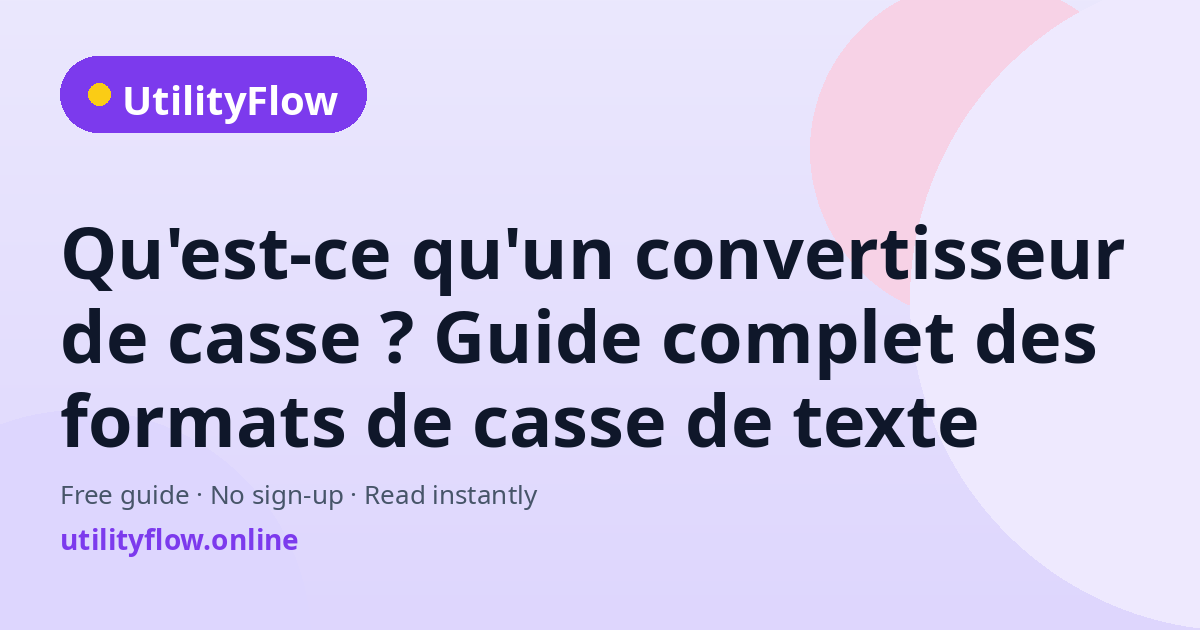 UtilityFlow
Qu'est-ce qu'un convertisseur
de casse ? Guide complet des
formats de casse de texte
Free guide · No sign-up · Read instantly
utilityflow.online